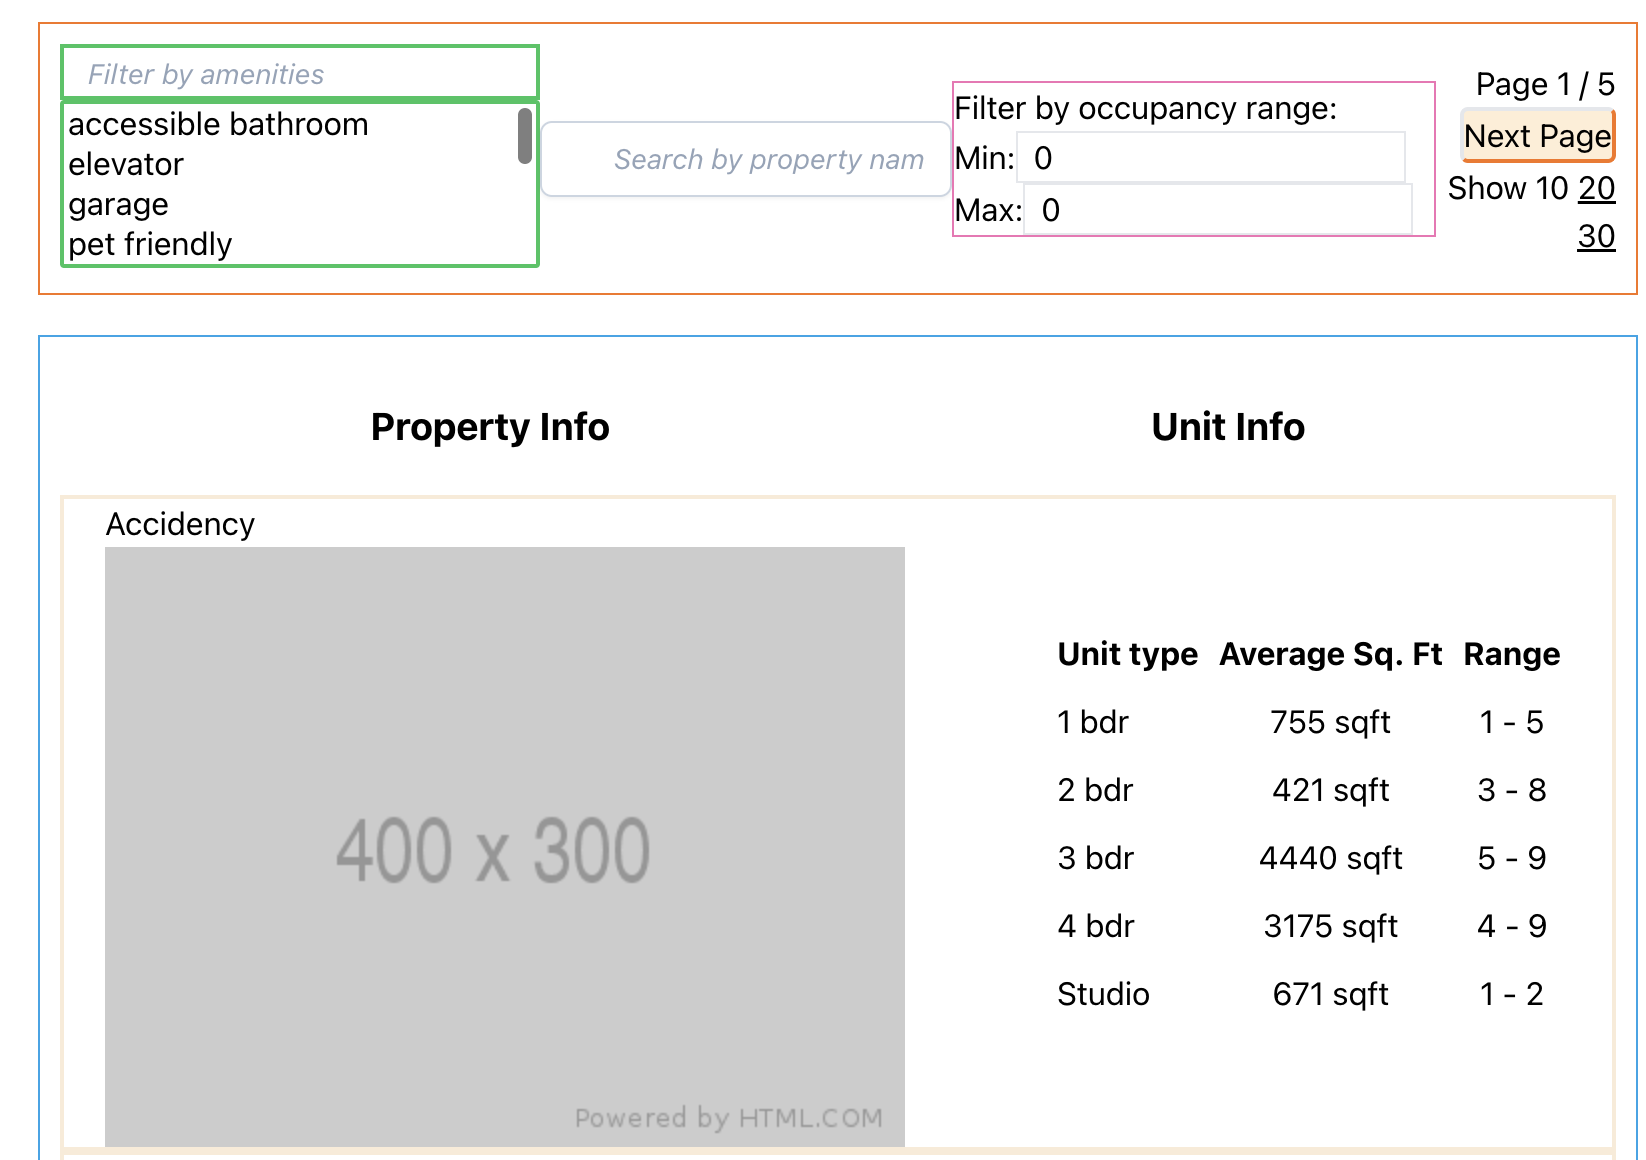 Filter by amenities
accessible bathroom
elevator
garage
pet friendly
Search by property nam
Filter by occupancy range:
Min: 0
Max: 0
Page 1 / 5
Next Page
Show 10 20
30
Property Info
Unit Info
Accidency
400 x 300
Powered by HTML.COM
Unit type Average Sq. Ft Range
1 bdr 755 sqft 1 - 5
2 bdr 421 sqft 3 - 8
3 bdr 4440 sqft 5 - 9
4 bdr 3175 sqft 4 - 9
Studio 671 sqft 1 - 2